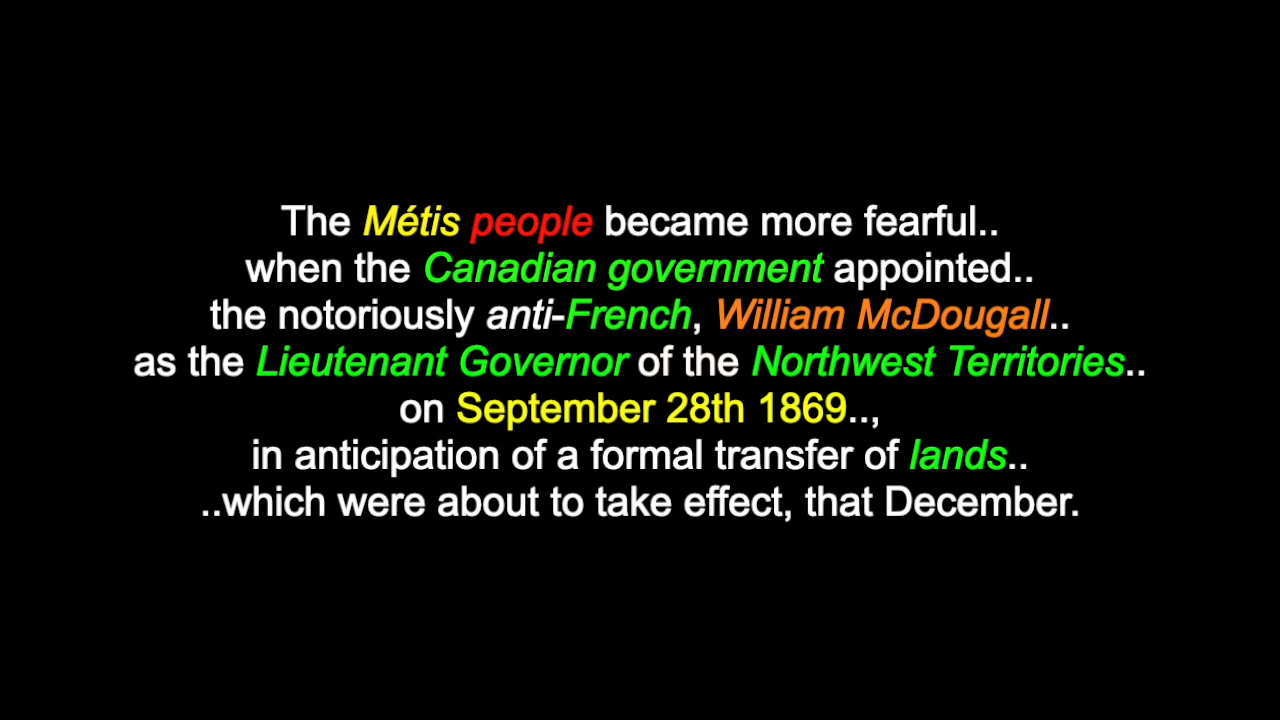 The Métis people became more fearful..
when the Canadian government appointed..
the notoriously anti-French, William McDougall..
as the Lieutenant Governor of the Northwest Territories..
on September 28th 1869..,
in anticipation of a formal transfer of lands..
..which were about to take effect, that December.